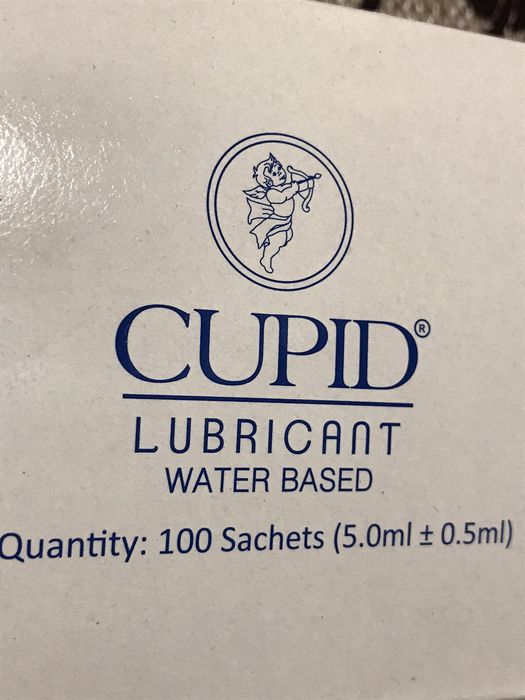 CUPID®
LUBRICANT
WATER BASED
Quantity: 100 Sachets (5.0ml ± 0.5ml)